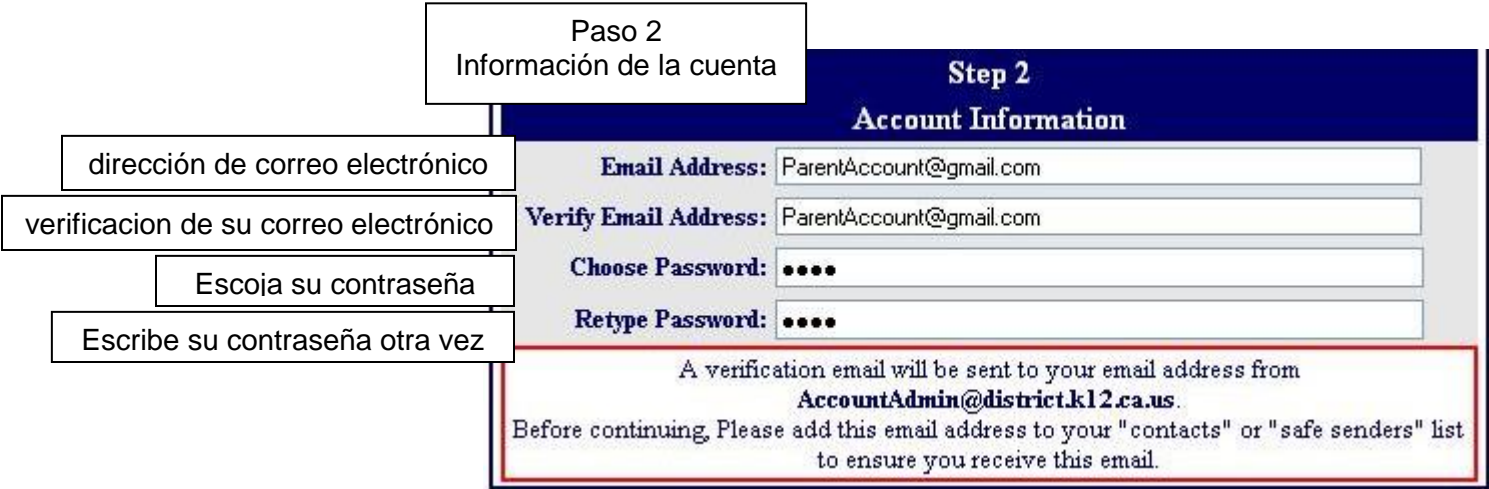 Paso 2
Información de la cuenta
Step 2
Account Information
dirección de correo electrónico
Email Address: ParentAccount@gmail.com
verificacion de su correo electrónico
Verify Email Address: ParentAccount@gmail.com
Escoja su contraseña
Choose Password: ●●●●
Escribe su contraseña otra vez
Retype Password: ●●●●
A verification email will be sent to your email address from
AccountAdmin@district.k12.ca.us.
Before continuing, Please add this email address to your "contacts" or "safe senders" list
to ensure you receive this email.